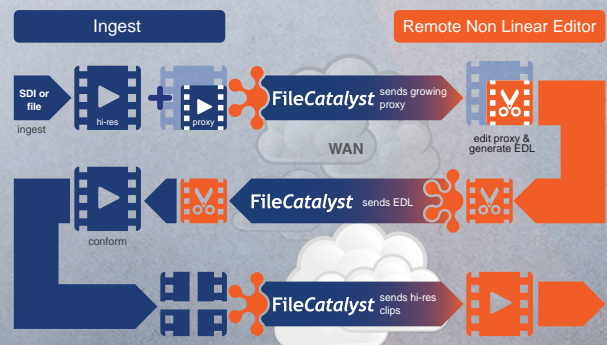 Ingest
Remote Non Linear Editor
SDI or
file
ingest
hi-res
proxy
FileCatalyst
sends growing
proxy
edit proxy &
generate EDL
WAN
FileCatalyst sends EDL
conform
FileCatalyst
sends hi-res
clips